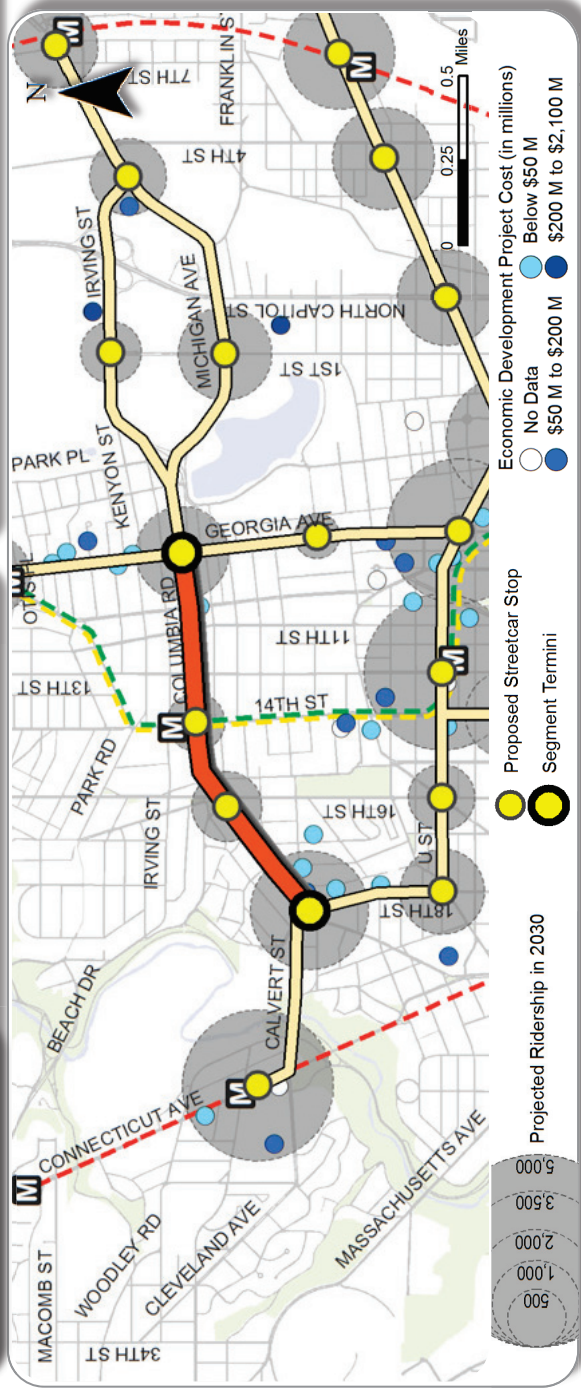 MACOMB ST
CONNECTICUT AVE
BEACH DR
WOODLEY RD
CLEVELAND AVE
34TH ST
MASSACHUSETTS AVE
CALVERT ST
IRVING ST
PARK RD
13TH ST
COLUMBIA RD
14TH ST
11TH ST
16TH ST
18TH ST
U ST
PARK PL
KENYON ST
GEORGIA AVE
IRVING ST
MICHIGAN AVE
NORTH CAPITOL ST
1ST ST
4TH ST
7TH ST
FRANKLIN S
N
M
M
M
M
M
M
M
0 0.25 0.5 Miles
500
1,000
2,000
3,500
5,000
Projected Ridership in 2030
Proposed Streetcar Stop
Segment Termini
Economic Development Project Cost (in millions)
No Data
Below $50 M
$50 M to $200 M
$200 M to $2,100 M